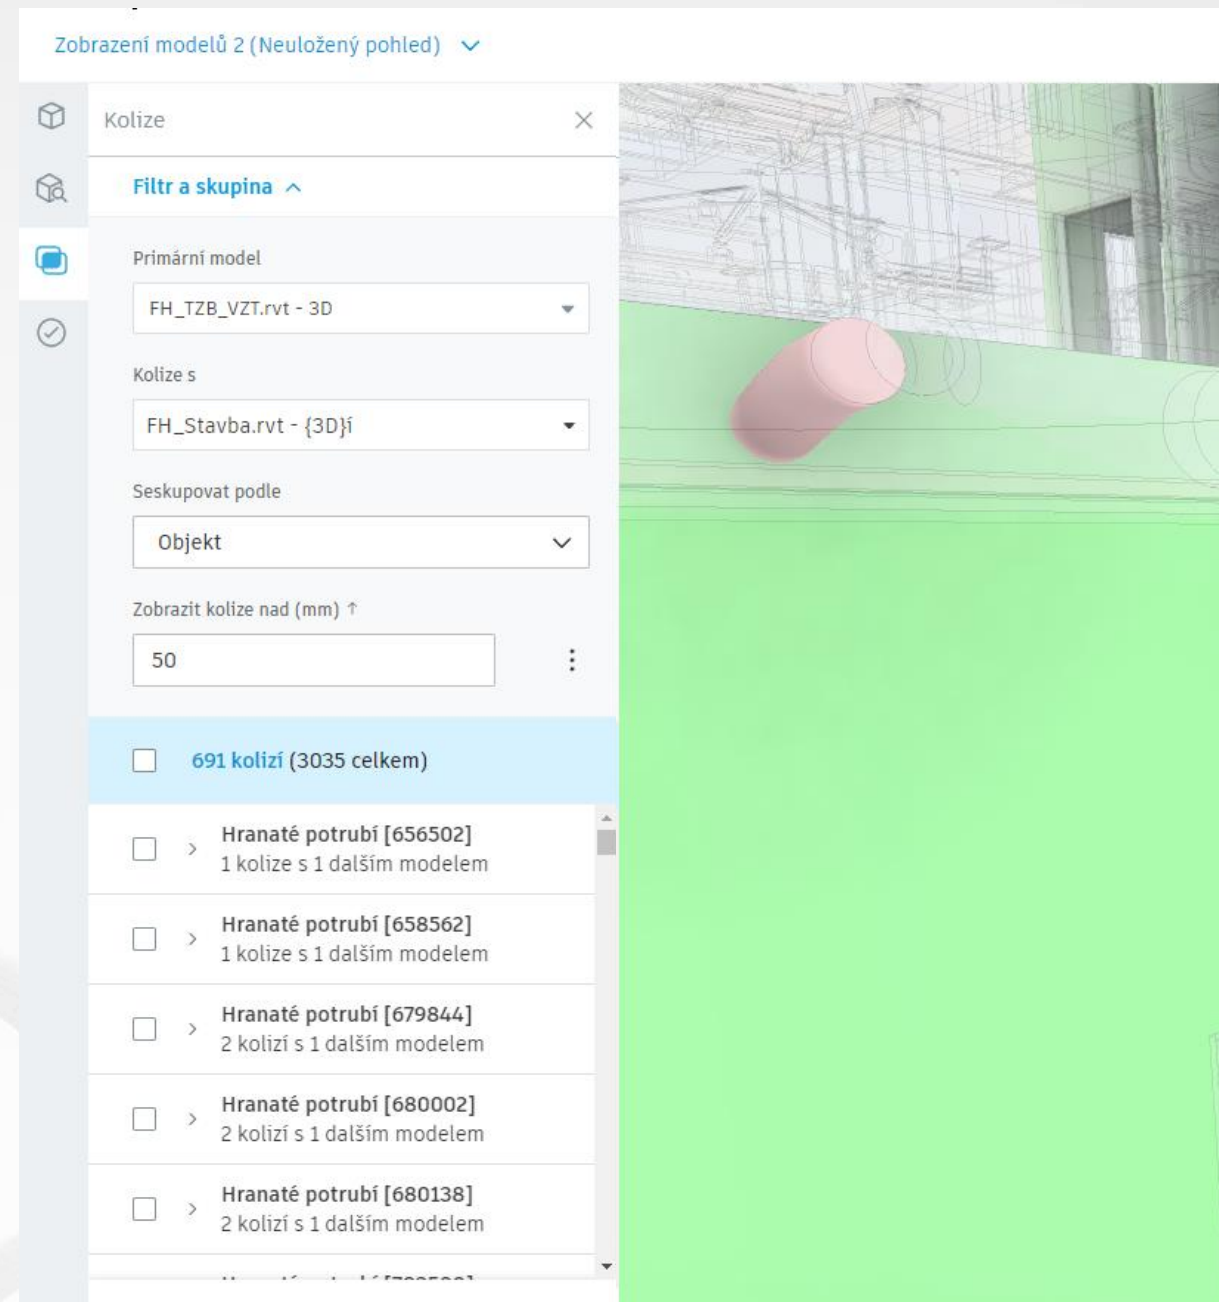 Zobrazení modelů 2 (Neuložený pohled)
Kolize
Filtr a skupina
Primární model
FH_TZB_VZT.rvt - 3D
Kolize s
FH_Stavba.rvt - {3D}í
Seskupovat podle
Objekt
Zobrazit kolize nad (mm) ↑
50
691 kolizí (3035 celkem)
Hranaté potrubí [656502]
1 kolize s 1 dalším modelem
Hranaté potrubí [658562]
1 kolize s 1 dalším modelem
Hranaté potrubí [679844]
2 kolizí s 1 dalším modelem
Hranaté potrubí [680002]
2 kolizí s 1 dalším modelem
Hranaté potrubí [680138]
2 kolizí s 1 dalším modelem